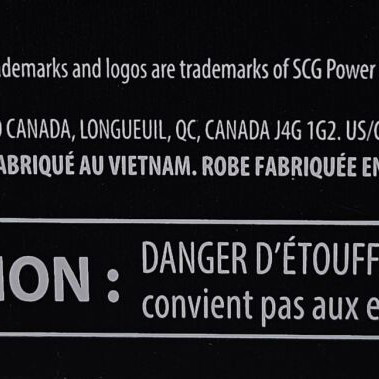 demarks and logos are trademarks of SCG Power
CANADA, LONGUEUIL, QC, CANADA J4G 1G2. US/
ABRIQUÉ AU VIETNAM. ROBE FABRIQUÉE EN
ION :
DANGER D'ÉTOUFF
convient pas aux e